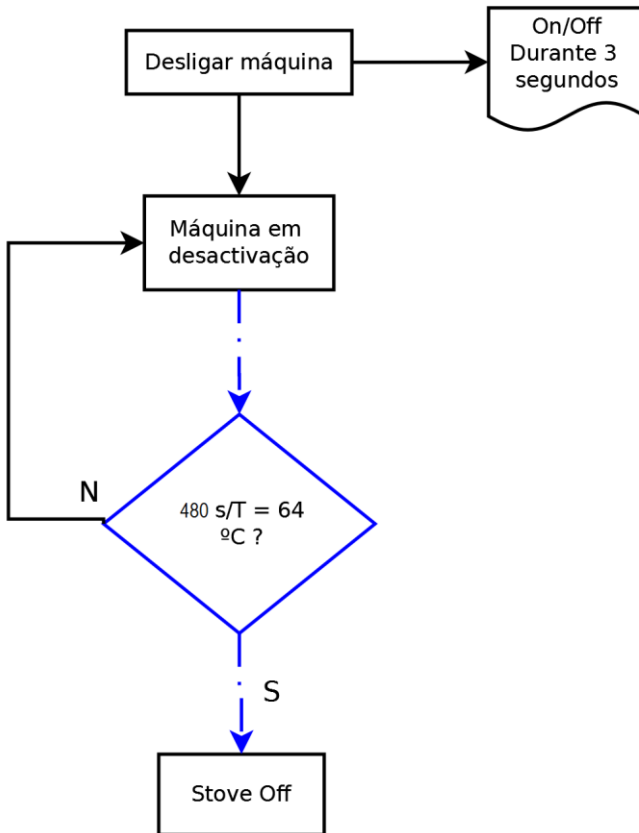 Desligar máquina
On/Off
Durante 3
segundos
Máquina em
desactivação
N
480 s/T = 64
ºC ?
S
Stove Off